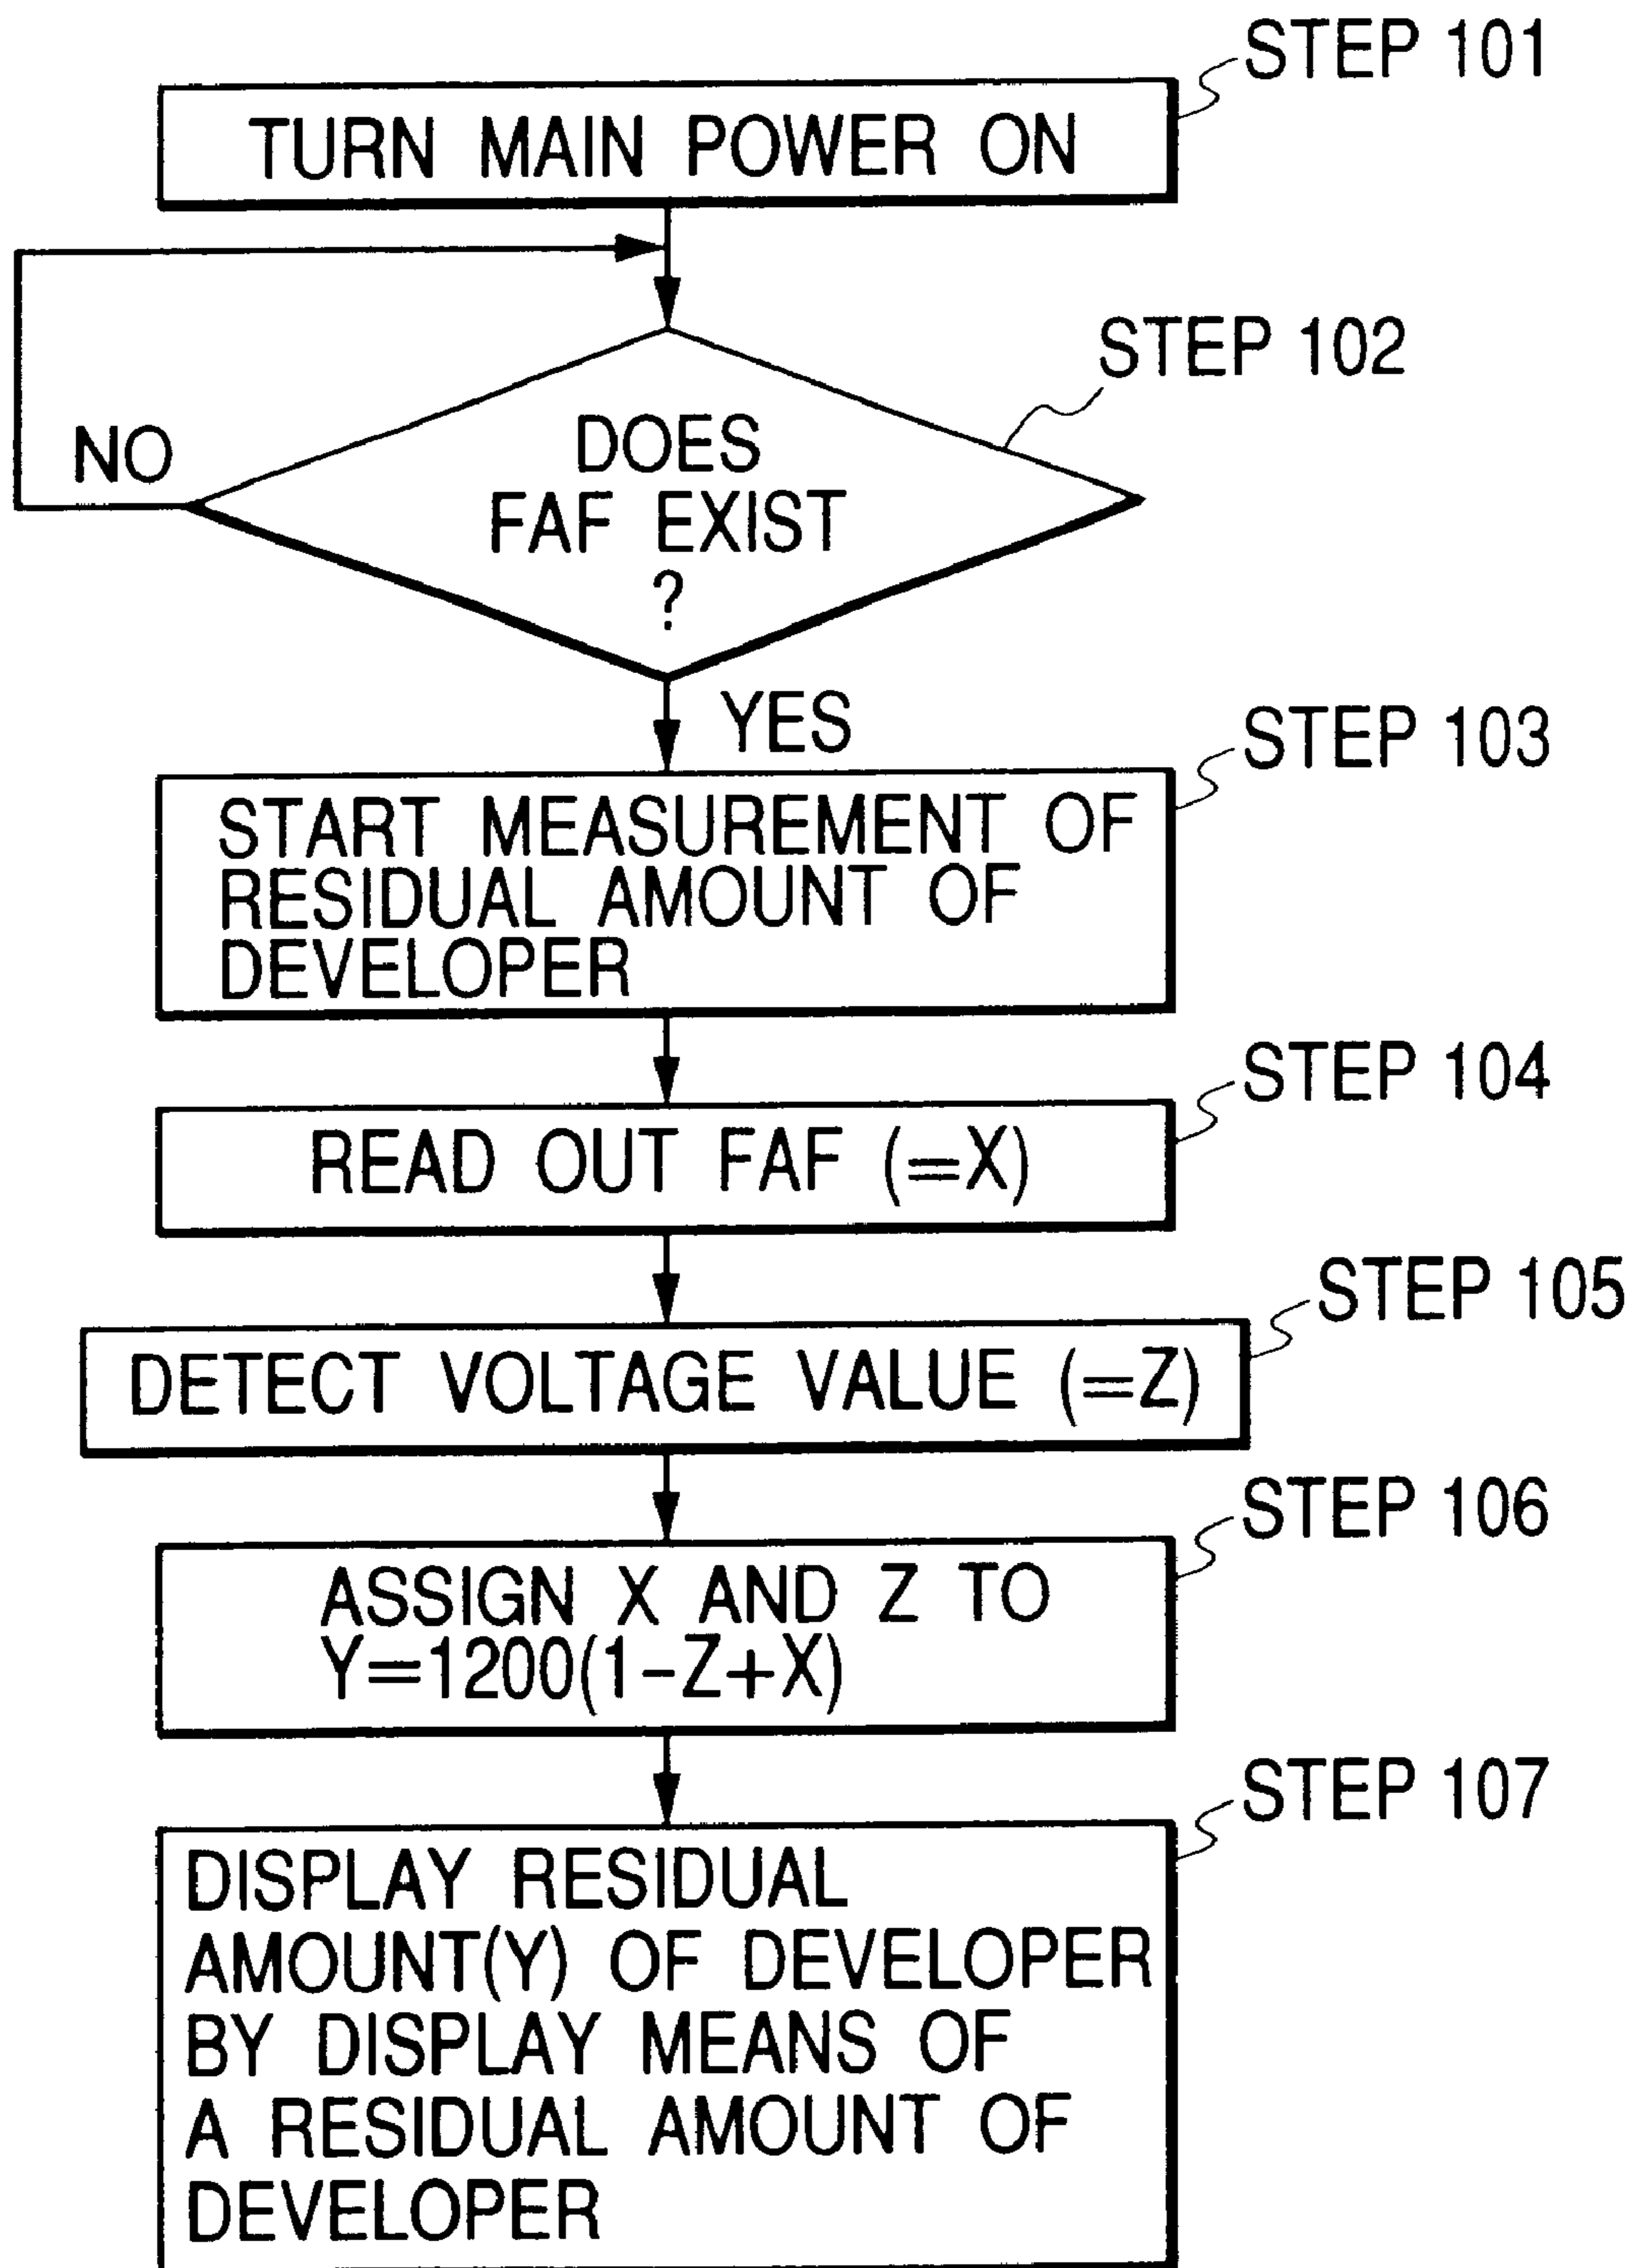 STEP 101
TURN MAIN POWER ON
STEP 102
DOES
FAF EXIST
?
NO
YES
STEP 103
START MEASUREMENT OF
RESIDUAL AMOUNT OF
DEVELOPER
STEP 104
READ OUT FAF (=X)
STEP 105
DETECT VOLTAGE VALUE (=Z)
STEP 106
ASSIGN X AND Z TO
Y=1200(1-Z+X)
STEP 107
DISPLAY RESIDUAL
AMOUNT(Y) OF DEVELOPER
BY DISPLAY MEANS OF
A RESIDUAL AMOUNT OF
DEVELOPER